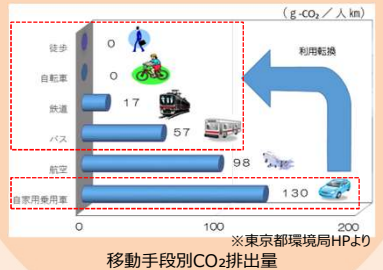 (g-CO₂／人km)
徒歩 0
利用転換
自転車 0
鉄道 17
バス 57
航空 98
自家用乗用車 130
0 100 200
※東京都環境局HPより
移動手段別CO₂排出量